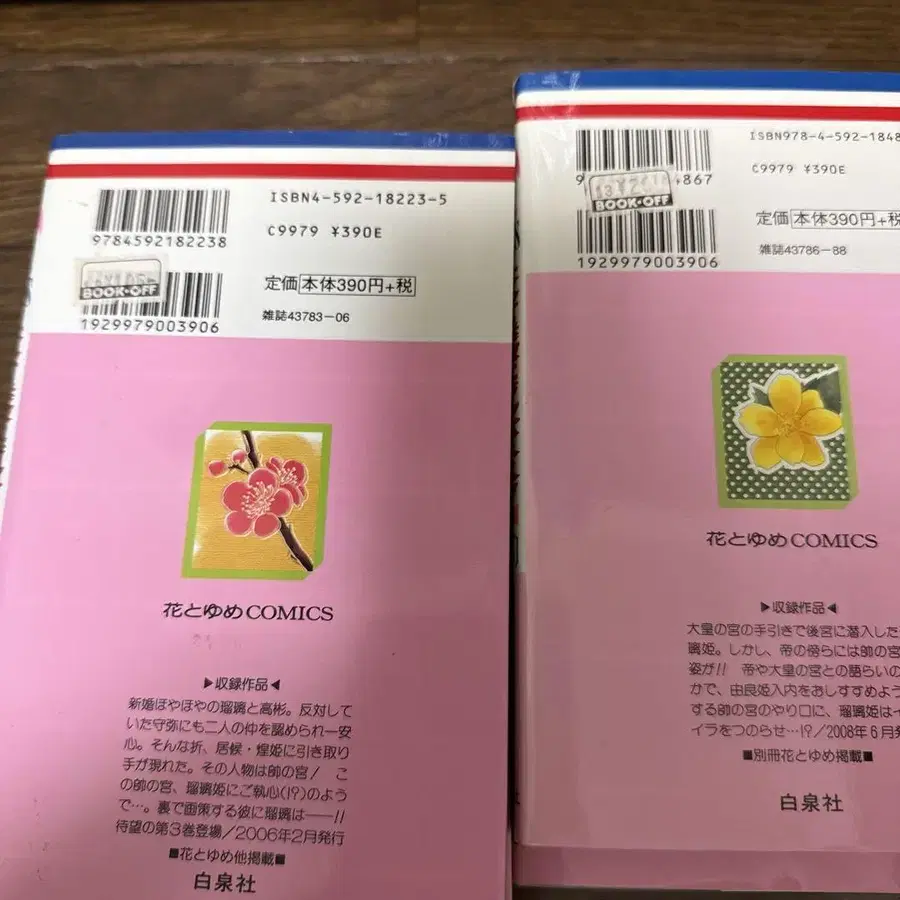 ISBN4-592-18223-5
C9979 ¥390E
9784592182238
定価 本体390円+税
BOOK・OFF
1929979003906
雑誌43783-06
花とゆめCOMICS
▶収録作品◀
新婚ほやほやの瑠璃と高彬。反対して
いた守弥にも二人の仲を認められ一安
心。そんな折、居候・煌姫に引き取り
手が現れた。その人物は帥の宮! こ
の帥の宮、瑠璃姫にご執心(!?)のよう
で…。裏で画策する彼に瑠璃は――!!
待望の第3巻登場/2006年2月発行
■花とゆめ他掲載■
白泉社
ISBN978-4-592-184
C9979 ¥390E
9
4867
BOOK・OFF
定価 本体390円+税
1929979003906
雑誌43786-88
花とゆめCOMICS
▶収録作品◀
大皇の宮の手引きで後宮に潜入した
璃姫。しかし、帝の傍らには帥の宮
姿が!! 帝や大皇の宮との語らいの
かで、由良姫入内をおしすすめよう
する帥の宮のやり口に、瑠璃姫はイ
イラをつのらせ…!?/2008年6月発
■別冊花とゆめ掲載■
白泉社